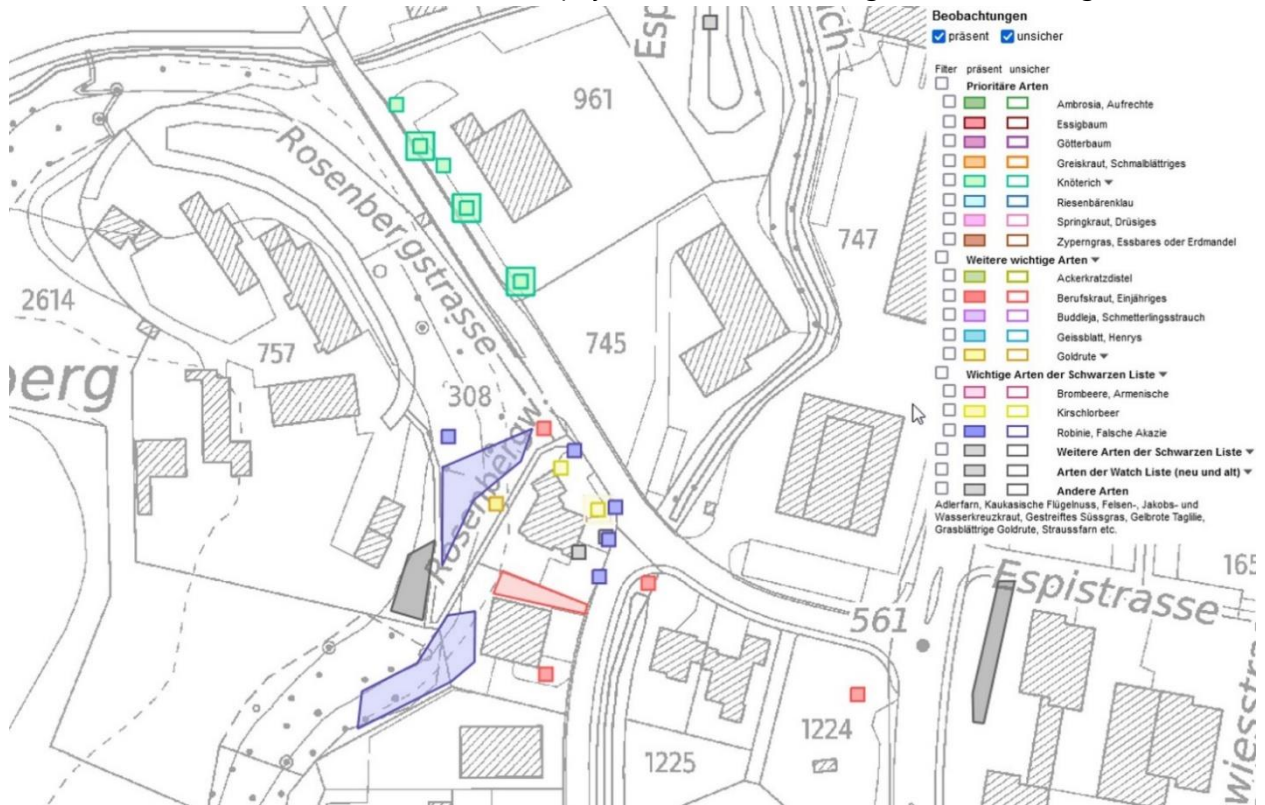 Beobachtungen
präsent unsicher
Filter präsent unsicher
Prioritäre Arten
Ambrosia, Aufrechte
Essigbaum
Götterbaum
Greiskraut, Schmalblättriges
Knöterich
Riesenbärenklau
Springkraut, Drüsiges
Zyperngras, Essbares oder Erdmandel
Weitere wichtige Arten
Ackerkratzdistel
Berufskraut, Einjähriges
Buddleja, Schmetterlingsstrauch
Geissblatt, Henrys
Goldrute
Wichtige Arten der Schwarzen Liste
Brombeere, Armenische
Kirschlorbeer
Robinie, Falsche Akazie
Weitere Arten der Schwarzen Liste
Arten der Watch Liste (neu und alt)
Andere Arten
Adlerfarn, Kaukasische Flügelnuss, Felsen-, Jakobs- und
Wasserkreuzkraut, Gestreiftes Süssgras, Gelbrote Taglilie,
Grasblättrige Goldrute, Straussfarn etc.
961
Rosenbergstrasse
747
2614
757
745
berg
308
Rosenbergw.
Espistrasse
165
561
1224
1225